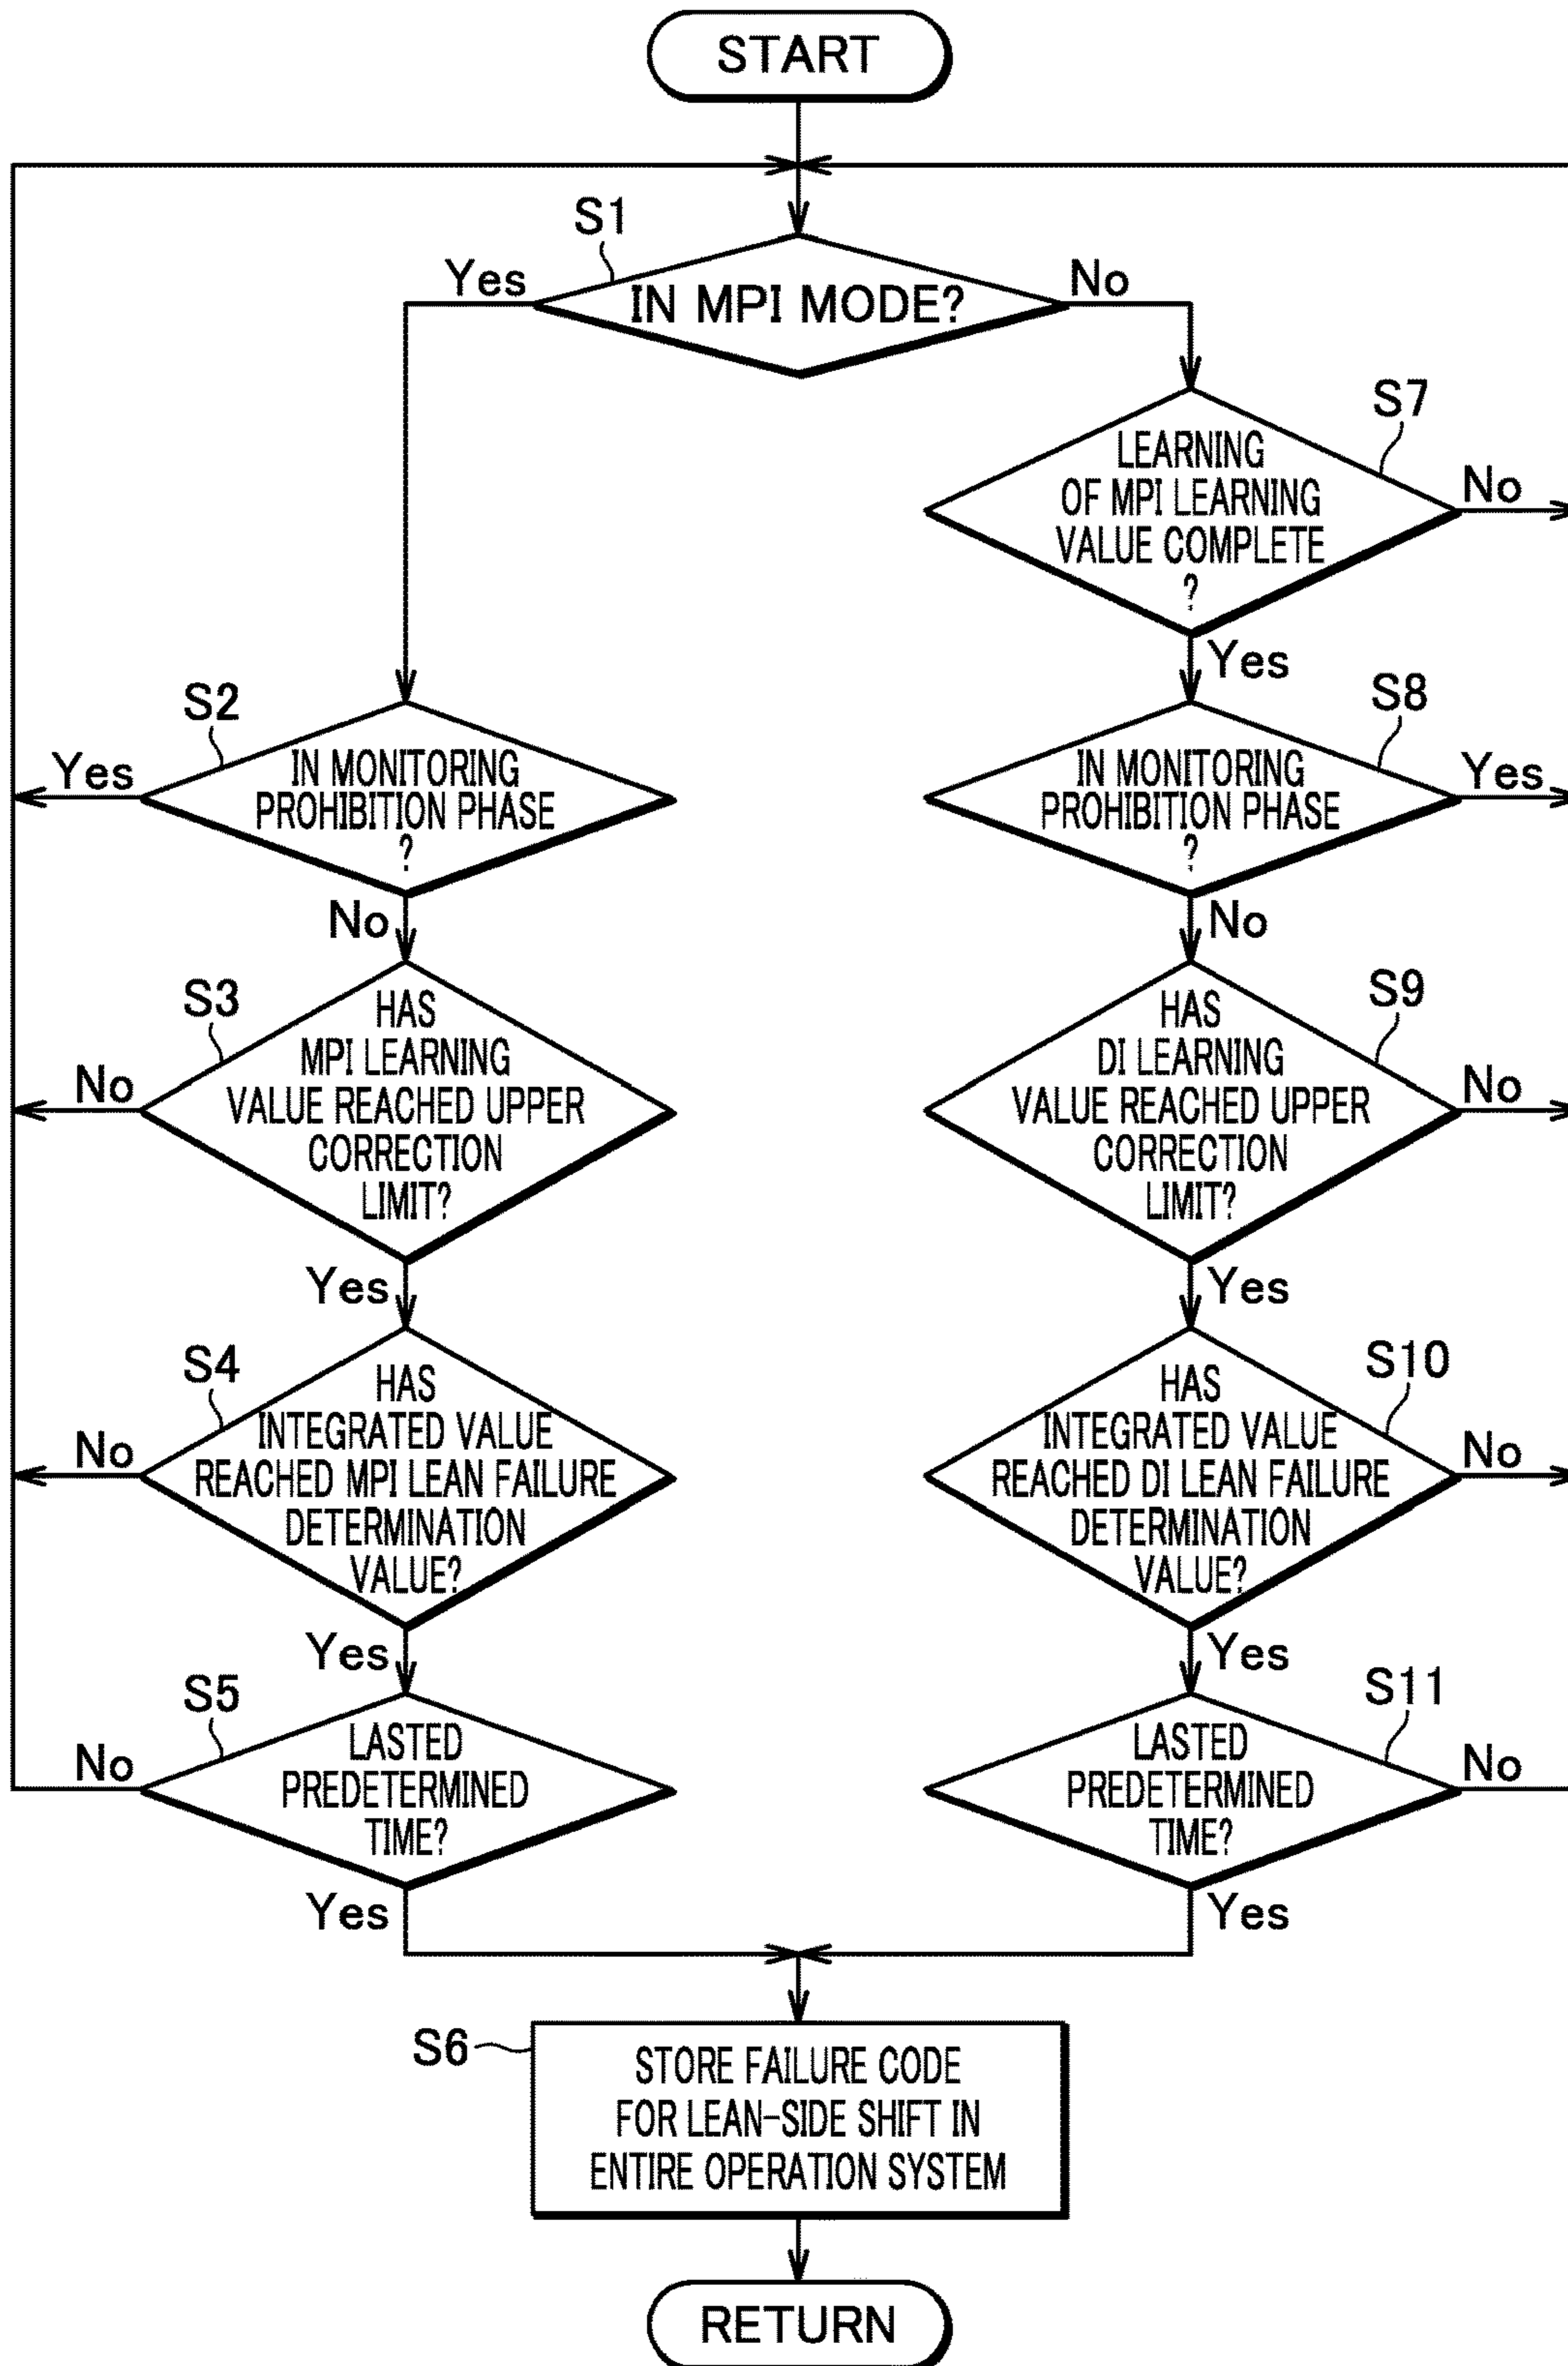 START
S1
Yes
IN MPI MODE?
No
S7
LEARNING
OF MPI LEARNING
VALUE COMPLETE
?
No
Yes
S2
Yes
IN MONITORING
PROHIBITION PHASE
?
No
S8
IN MONITORING
PROHIBITION PHASE
?
Yes
No
S3
HAS
MPI LEARNING
VALUE REACHED UPPER
CORRECTION
LIMIT?
No
Yes
S9
HAS
DI LEARNING
VALUE REACHED UPPER
CORRECTION
LIMIT?
No
Yes
S4
HAS
INTEGRATED VALUE
REACHED MPI LEAN FAILURE
DETERMINATION
VALUE?
No
Yes
S10
HAS
INTEGRATED VALUE
REACHED DI LEAN FAILURE
DETERMINATION
VALUE?
No
Yes
S5
LASTED
PREDETERMINED
TIME?
No
Yes
S11
LASTED
PREDETERMINED
TIME?
No
Yes
S6
STORE FAILURE CODE
FOR LEAN-SIDE SHIFT IN
ENTIRE OPERATION SYSTEM
RETURN